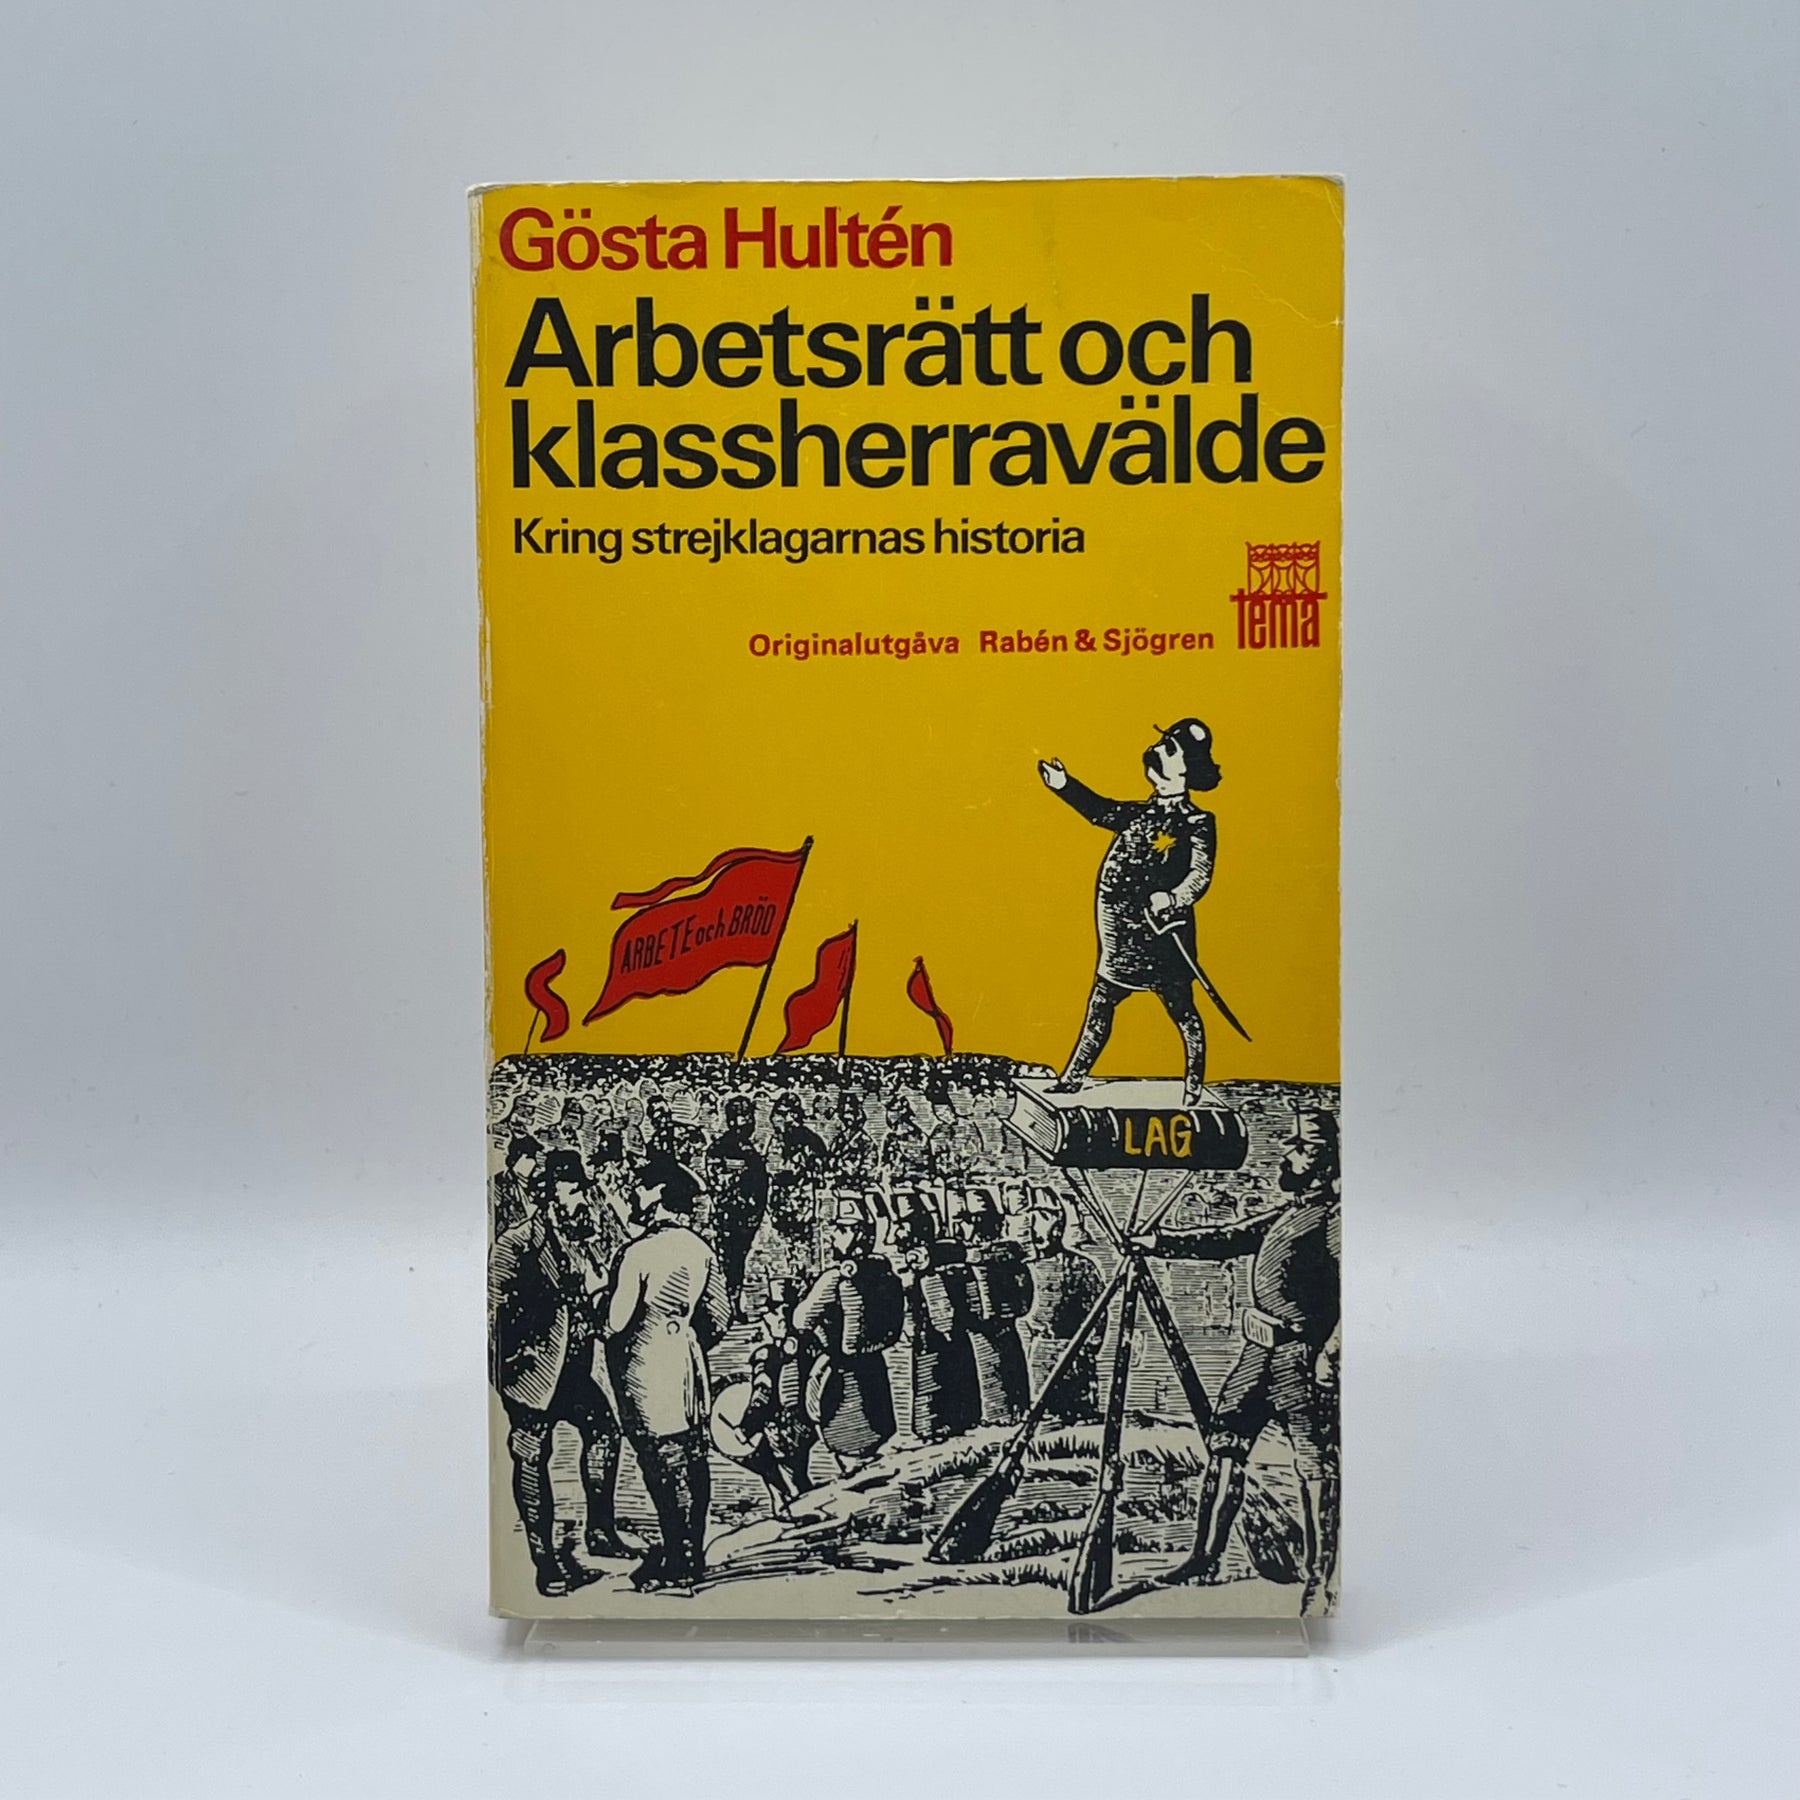 Gösta Hultén
Arbetsrätt och
klassherravälde
Kring strejklagarnas historia
Originalutgåva Rabén & Sjögren
tema
ARBETE och BRÖD
LAG